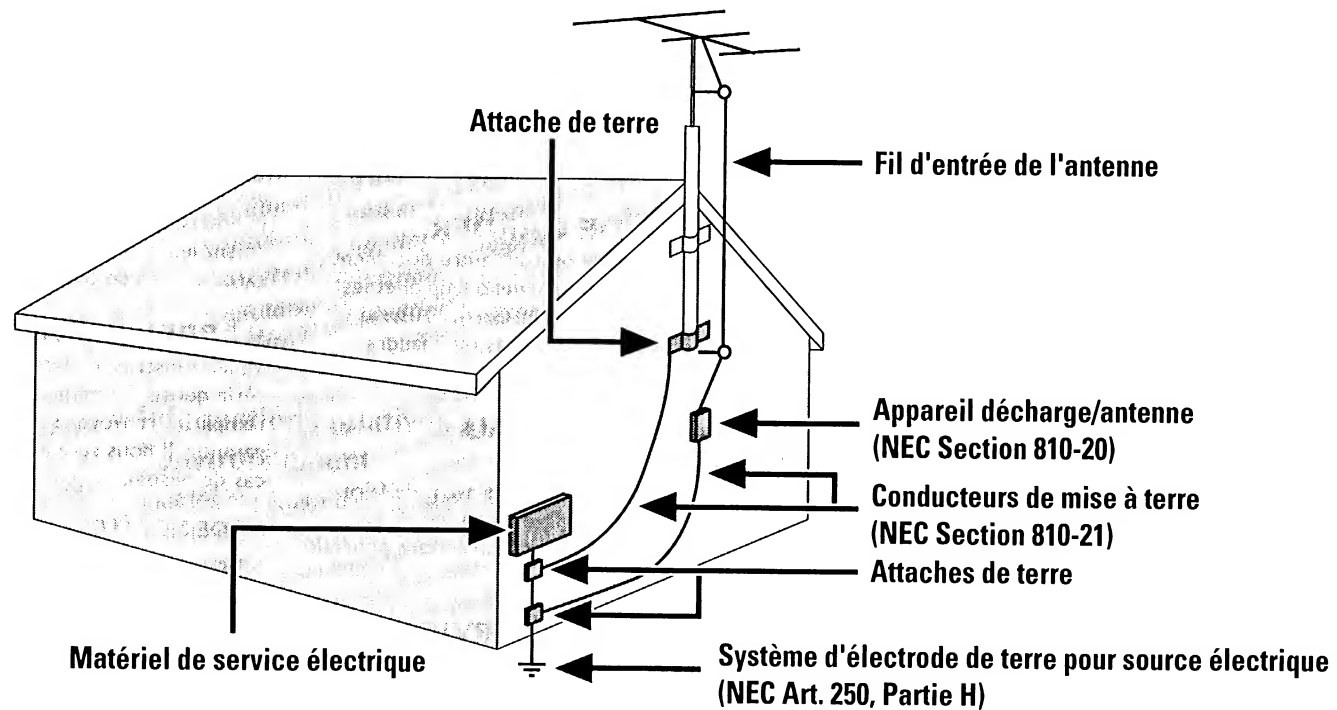 Attache de terre
Fil d'entrée de l'antenne
Appareil décharge/antenne
(NEC Section 810-20)
Conducteurs de mise à terre
(NEC Section 810-21)
Attaches de terre
Matériel de service électrique
Système d'électrode de terre pour source électrique
(NEC Art. 250, Partie H)